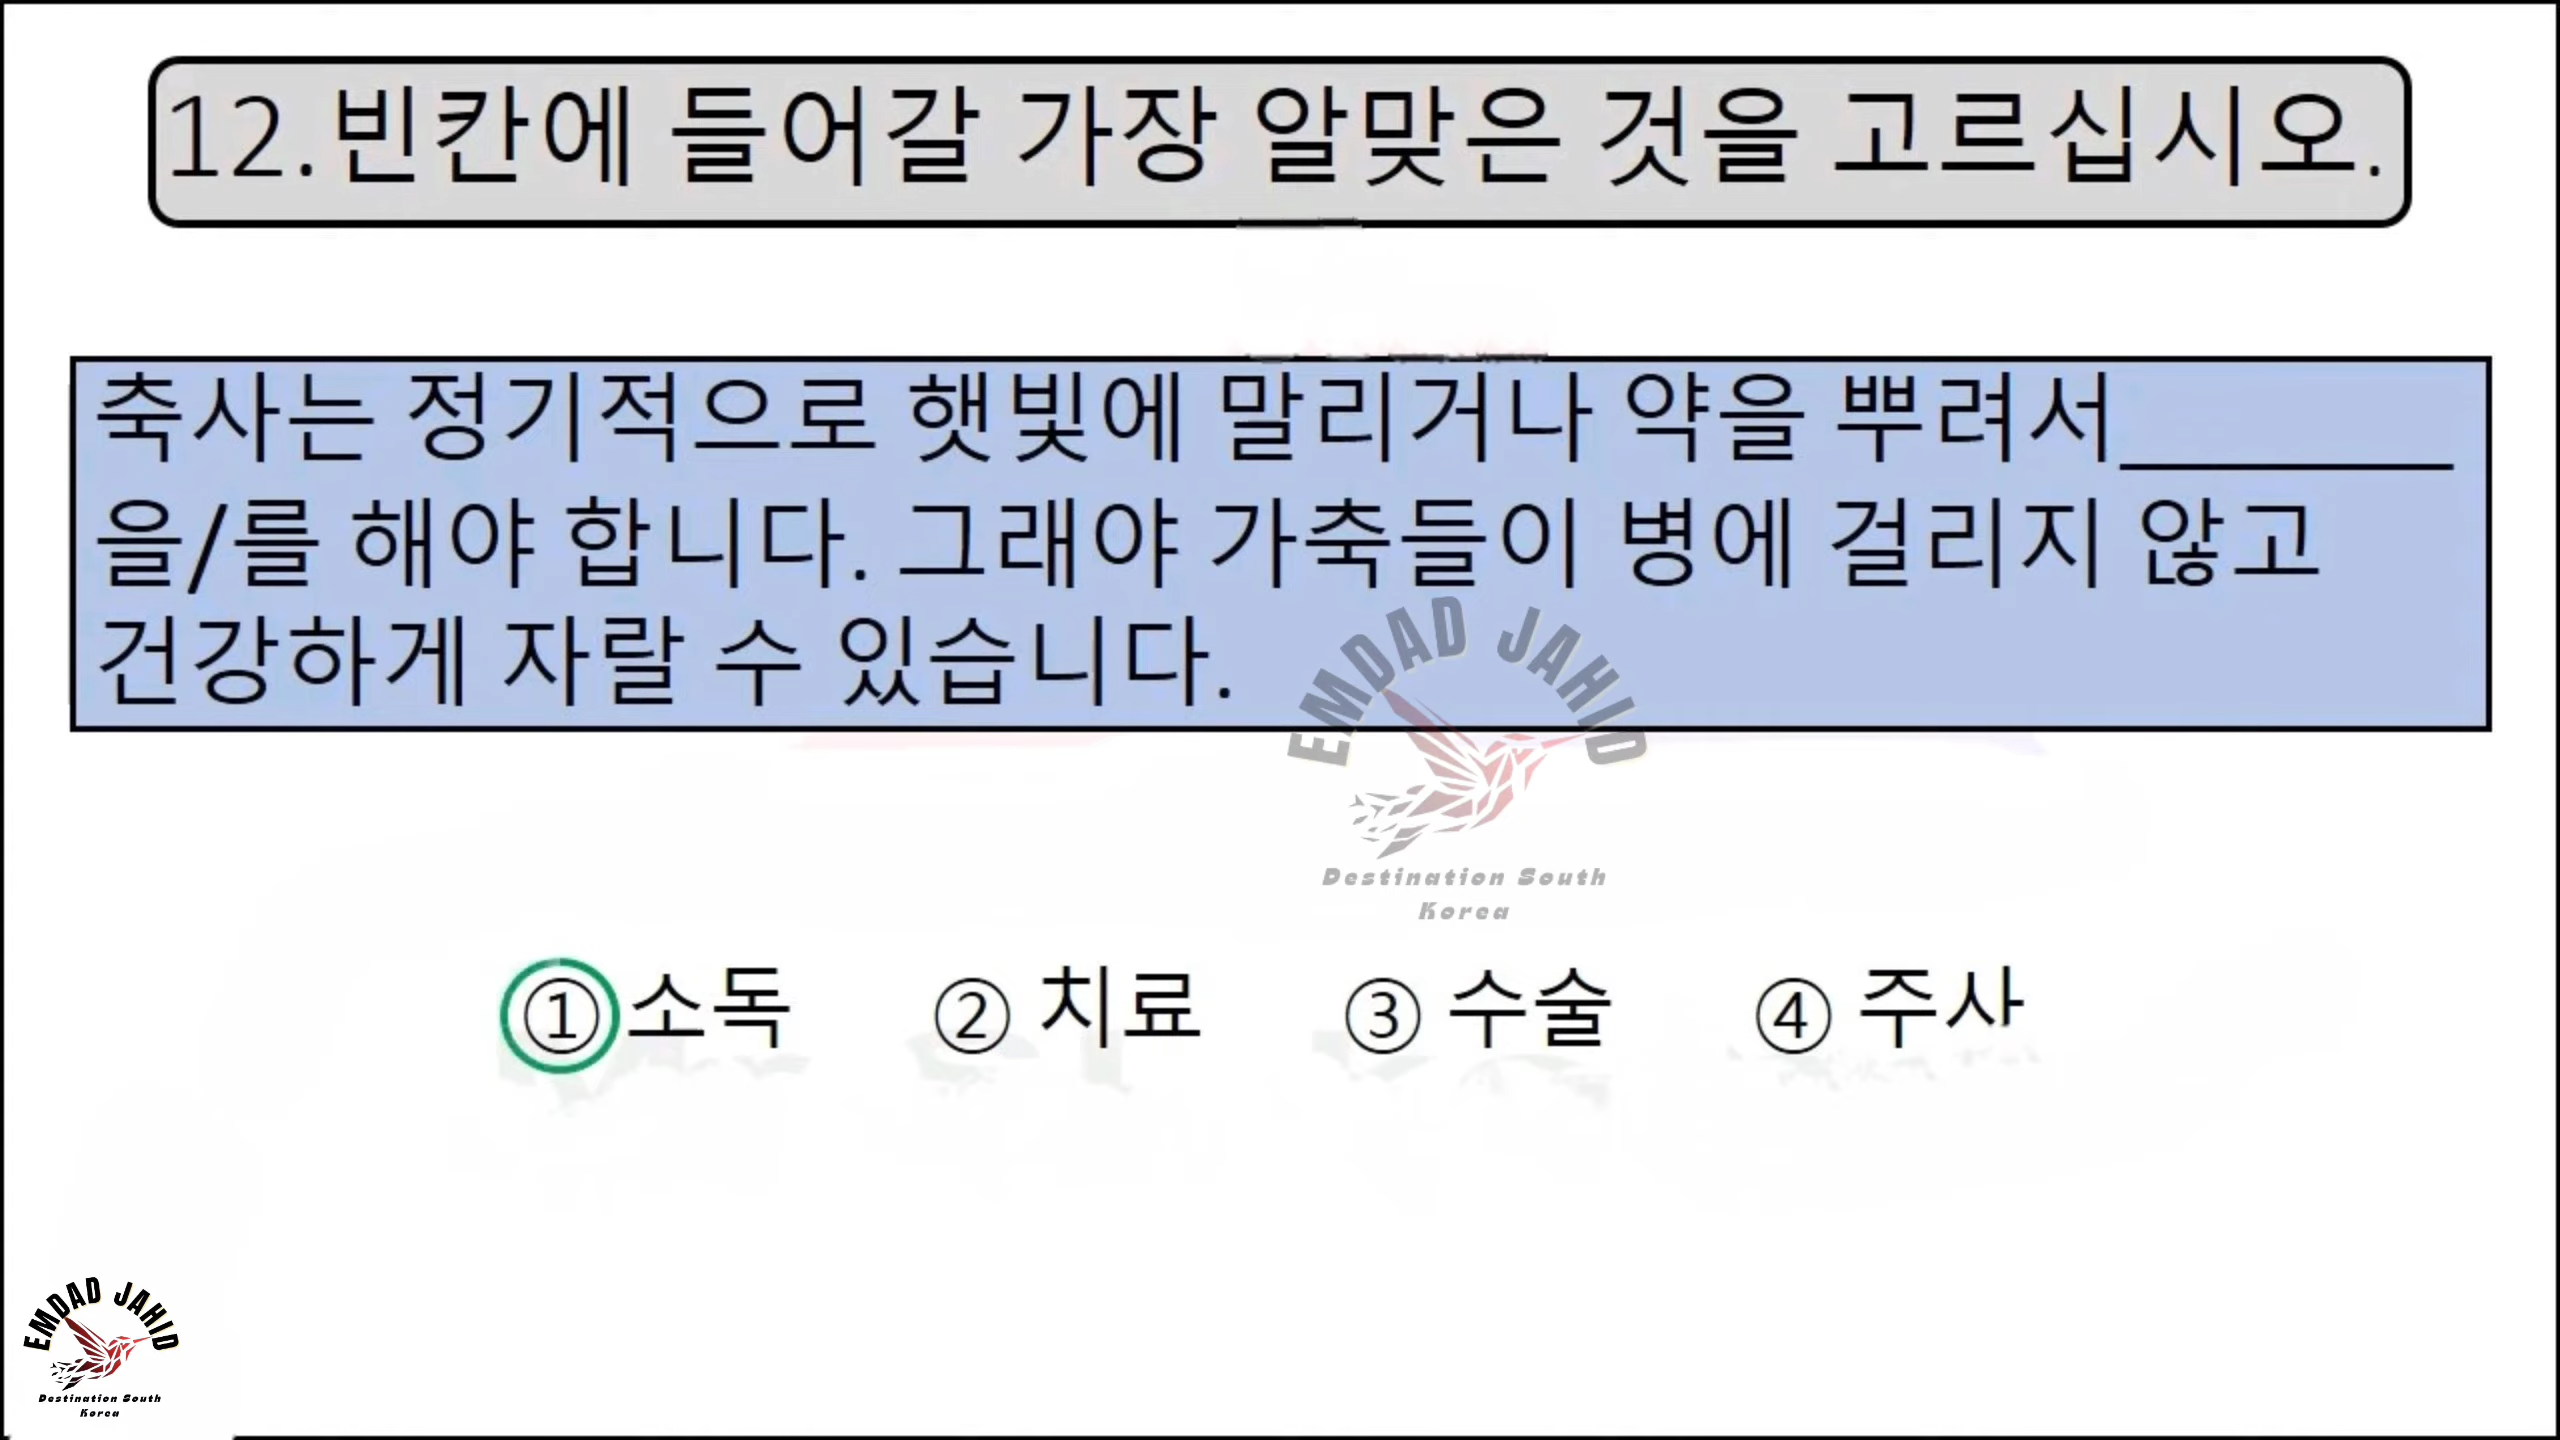 12.빈칸에 들어갈 가장 알맞은 것을 고르십시오.
축사는 정기적으로 햇빛에 말리거나 약을 뿌려서_______
을/를 해야 합니다. 그래야 가축들이 병에 걸리지 않고
건강하게 자랄 수 있습니다.
EMDAD JAHID
Destination South
Korea
① 소독 ② 치료 ③ 수술 ④ 주사
EMDAD JAHID
Destination South
Korea